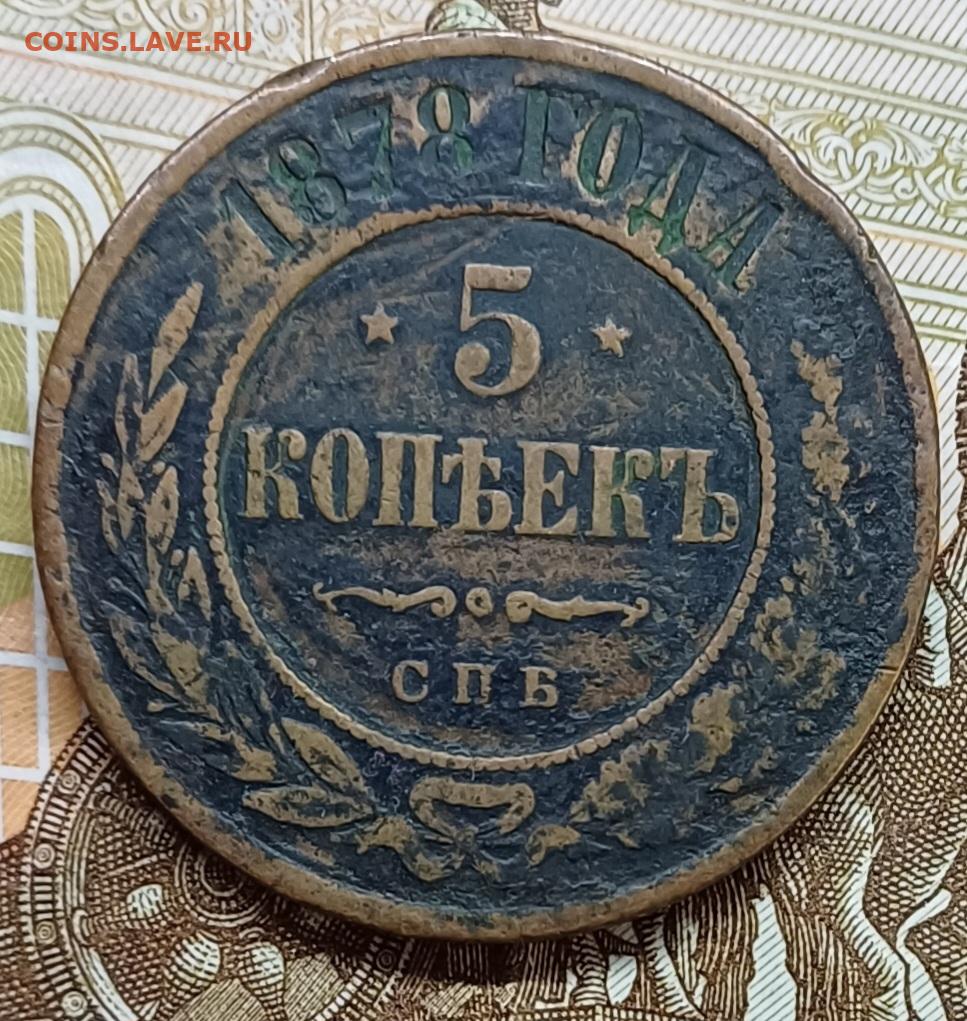 COINS.LAVE.RU
1878 ГОДА
5
КОПѢЕКЪ
СПБ